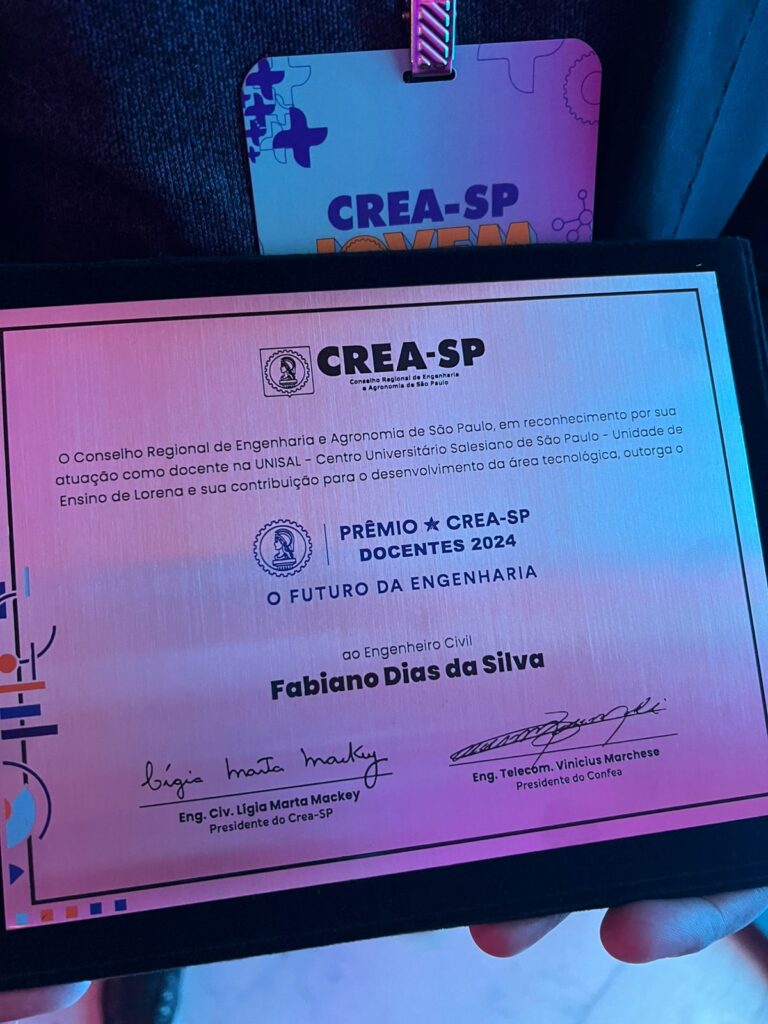 CREA-SP
JOVEM
CREA-SP
Conselho Regional de Engenharia
e Agronomia de São Paulo
O Conselho Regional de Engenharia e Agronomia de São Paulo, em reconhecimento por sua
atuação como docente na UNISAL - Centro Universitário Salesiano de São Paulo - Unidade de
Ensino de Lorena e sua contribuição para o desenvolvimento da área tecnológica, outorga o
PRÊMIO ★ CREA-SP
DOCENTES 2024
O FUTURO DA ENGENHARIA
ao Engenheiro Civil
Fabiano Dias da Silva
Lígia Marta Mackey
Eng. Civ. Lígia Marta Mackey
Presidente do Crea-SP
Eng. Telecom. Vinicius Marchese
Presidente do Confea